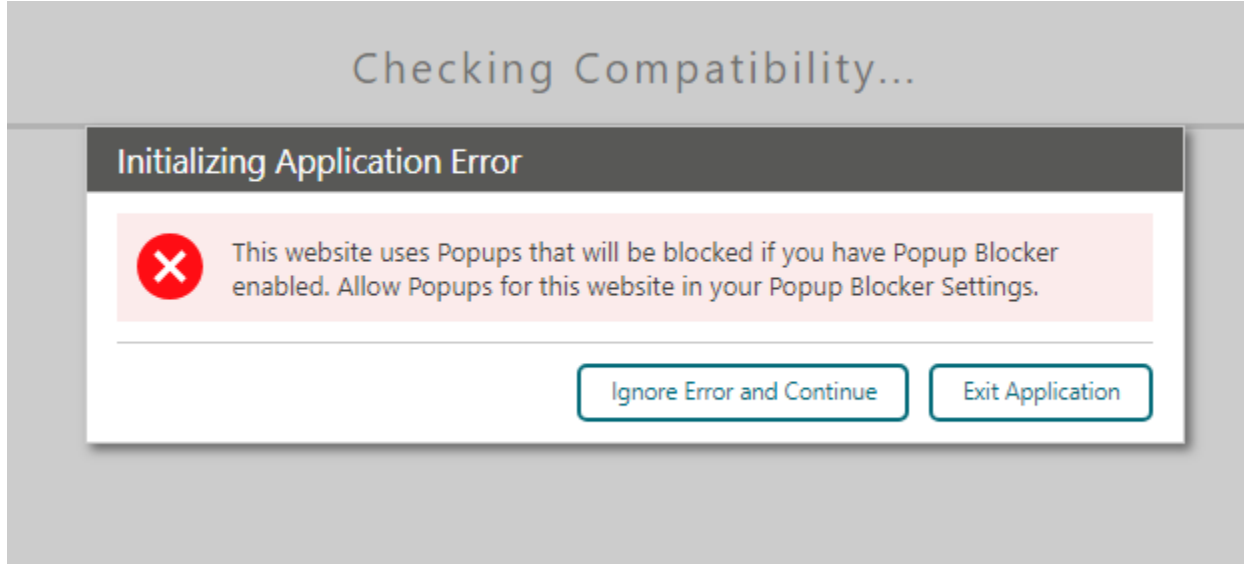 Checking Compatibility...
Initializing Application Error
This website uses Popups that will be blocked if you have Popup Blocker
enabled. Allow Popups for this website in your Popup Blocker Settings.
Ignore Error and Continue
Exit Application